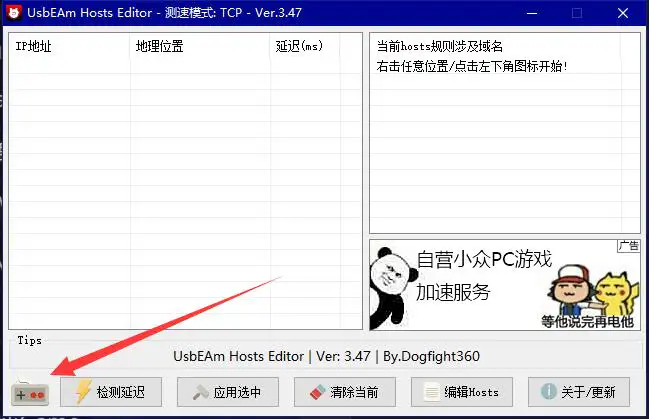 UsbEAm Hosts Editor - 测速模式: TCP - Ver.3.47
IP地址 地理位置 延迟(ms)
当前hosts规则涉及域名
右击任意位置/点击左下角图标开始!
广告
自营小众PC游戏
加速服务
等他说完再电他
Tips
UsbEAm Hosts Editor | Ver: 3.47 | By.Dogfight360
检测延迟 应用选中 清除当前 编辑Hosts 关于/更新